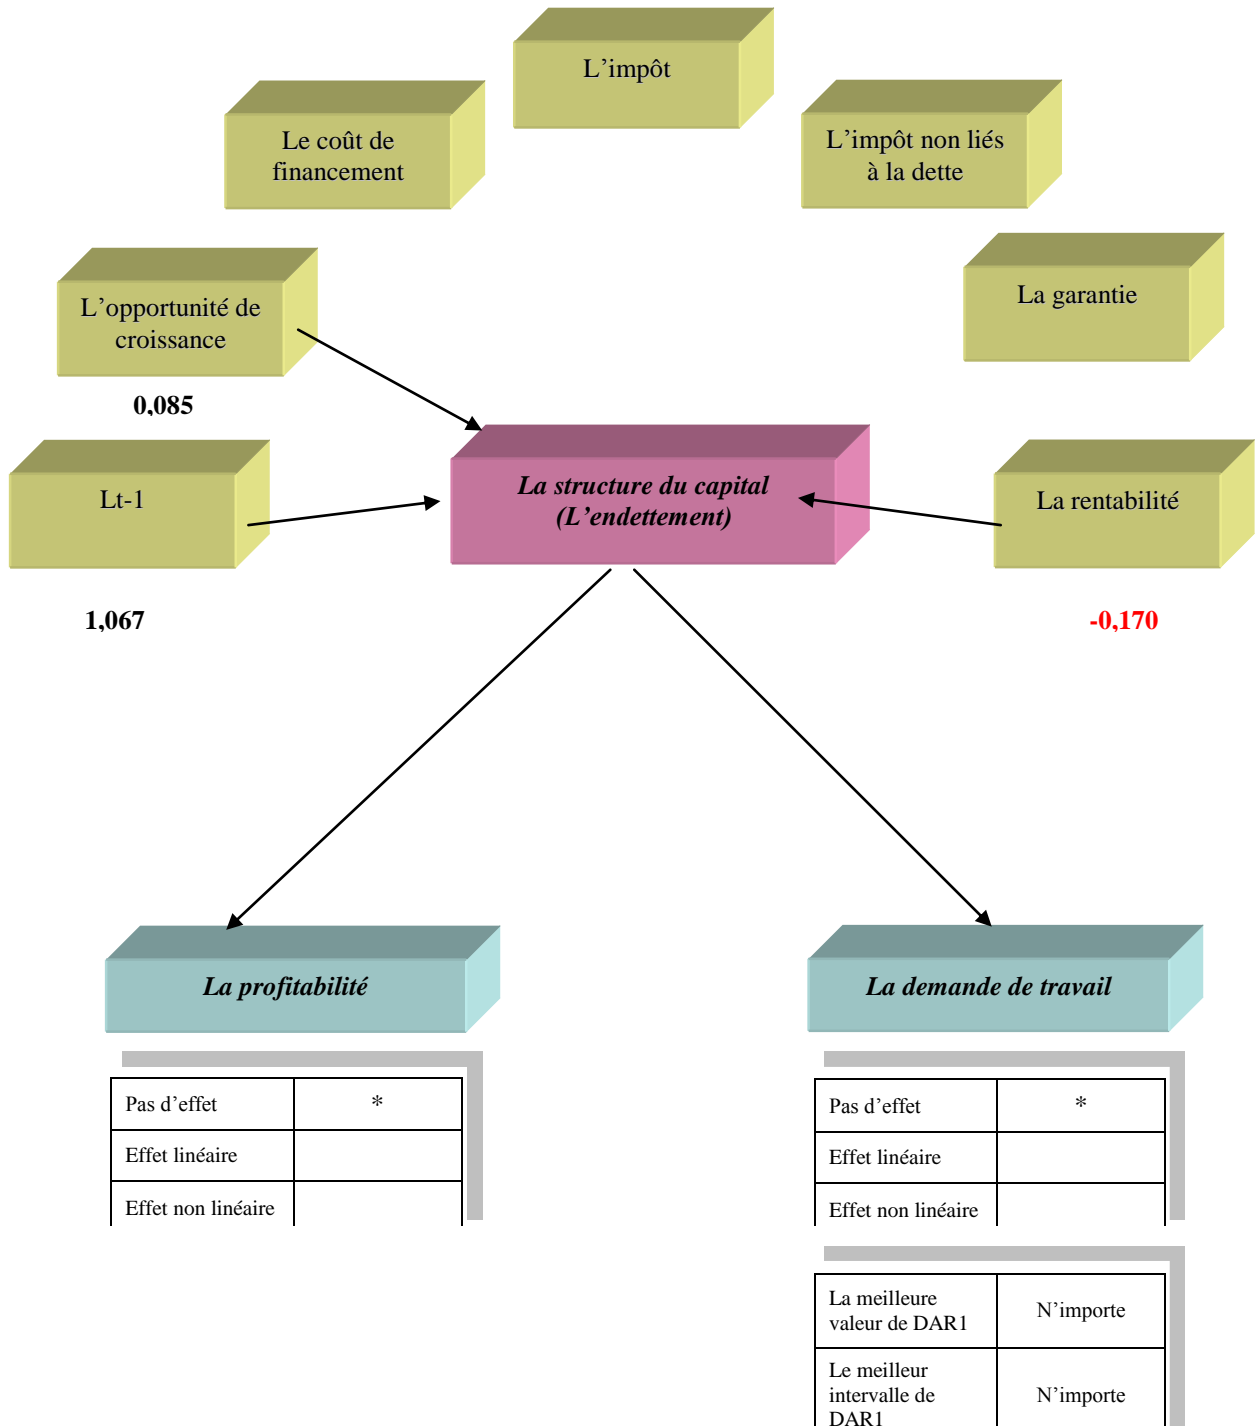 L'impôt
Le coût de
financement
L'impôt non liés
à la dette
L'opportunité de
croissance
La garantie
0,085
Lt-1
La structure du capital
(L'endettement)
La rentabilité
1,067
-0,170
La profitabilité
La demande de travail
Pas d'effet *
Effet linéaire
Effet non linéaire
Pas d'effet *
Effet linéaire
Effet non linéaire
La meilleure
valeur de DAR1
N'importe
Le meilleur
intervalle de
DAR1
N'importe